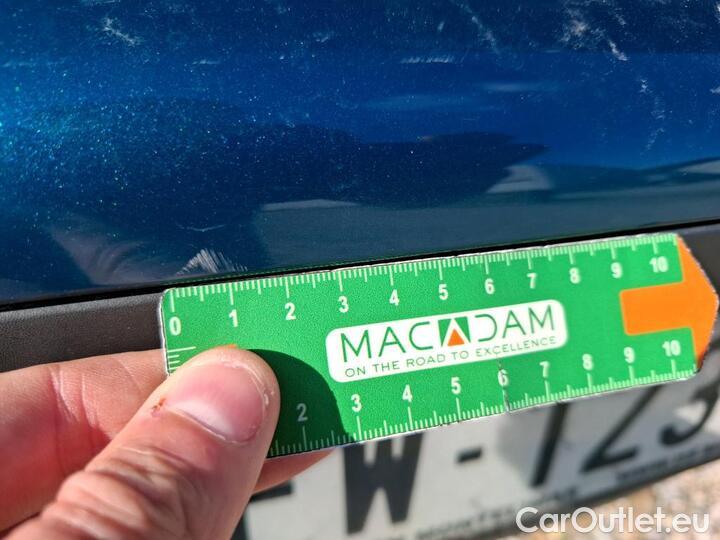 0 1 2 3 4 5 6 7 8 9 10
MACADAM
ON THE ROAD TO EXCELLENCE
2 3 4 5 6 7 8 9 10
W-125
CarOutlet.eu